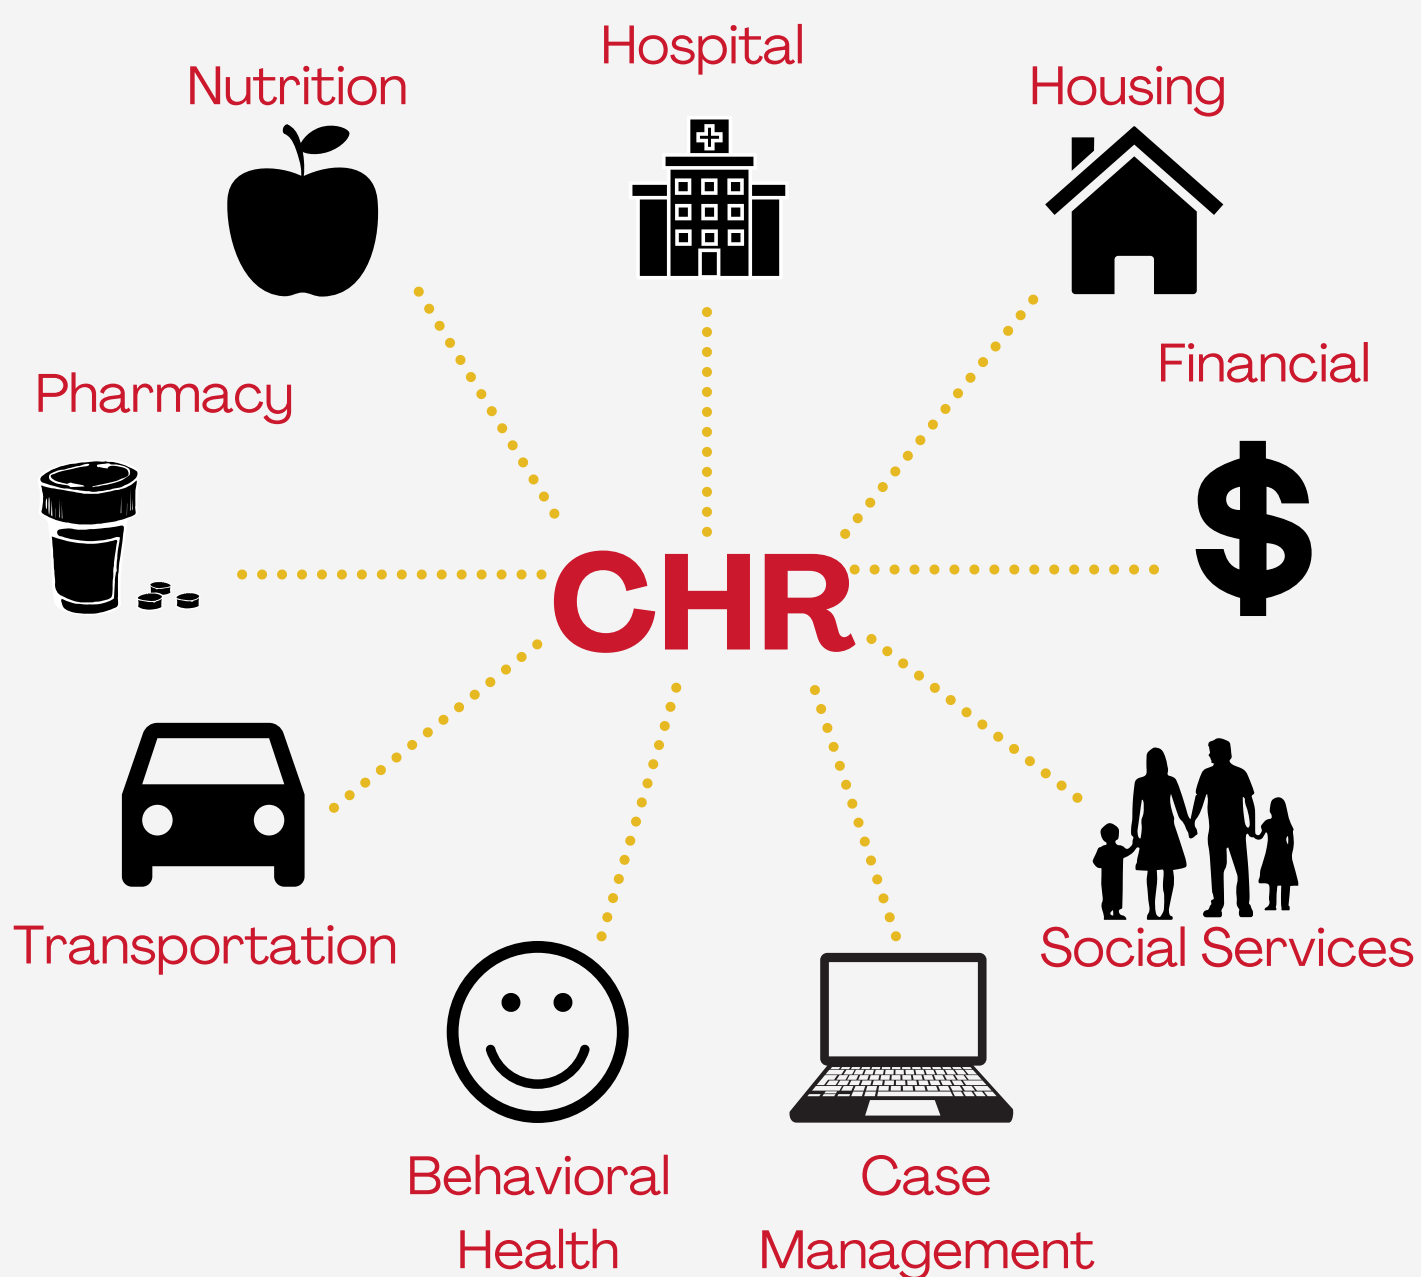 Hospital
Nutrition
Housing
Financial
Pharmacy
$
CHR
Transportation
Social Services
Behavioral
Health
Case
Management